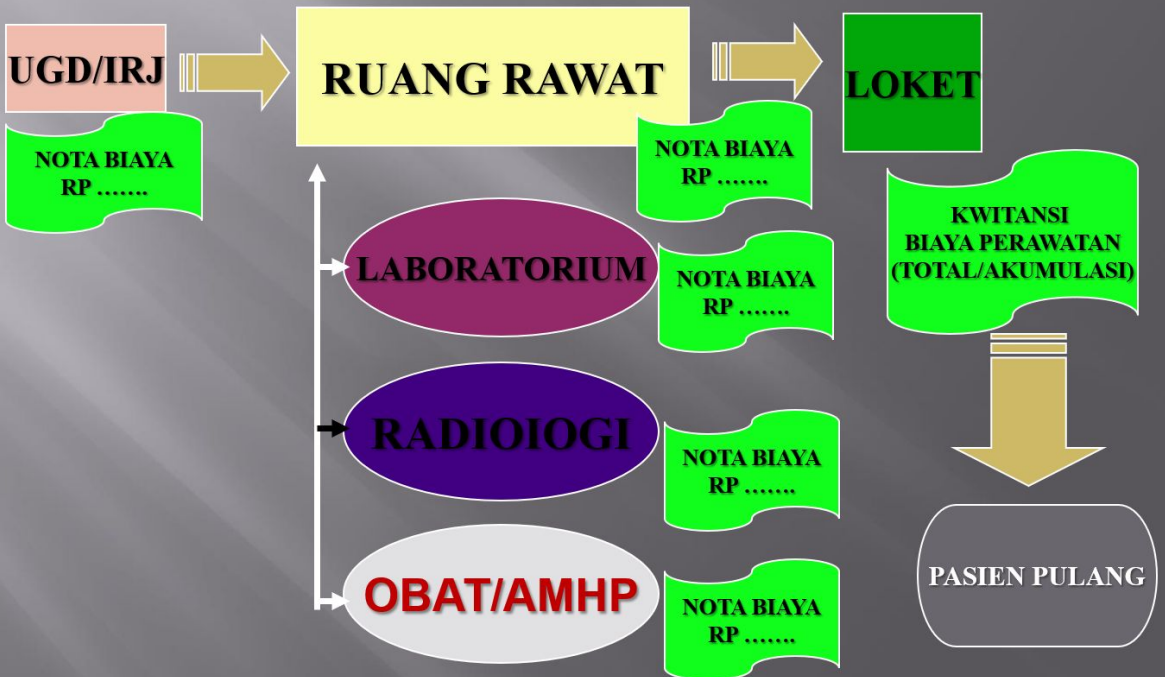 UGD/IRJ
NOTA BIAYA
RP …….
RUANG RAWAT
NOTA BIAYA
RP …….
LOKET
KWITANSI
BIAYA PERAWATAN
(TOTAL/AKUMULASI)
LABORATORIUM
NOTA BIAYA
RP …….
RADIOIOGI
NOTA BIAYA
RP …….
OBAT/AMHP
NOTA BIAYA
RP …….
PASIEN PULANG